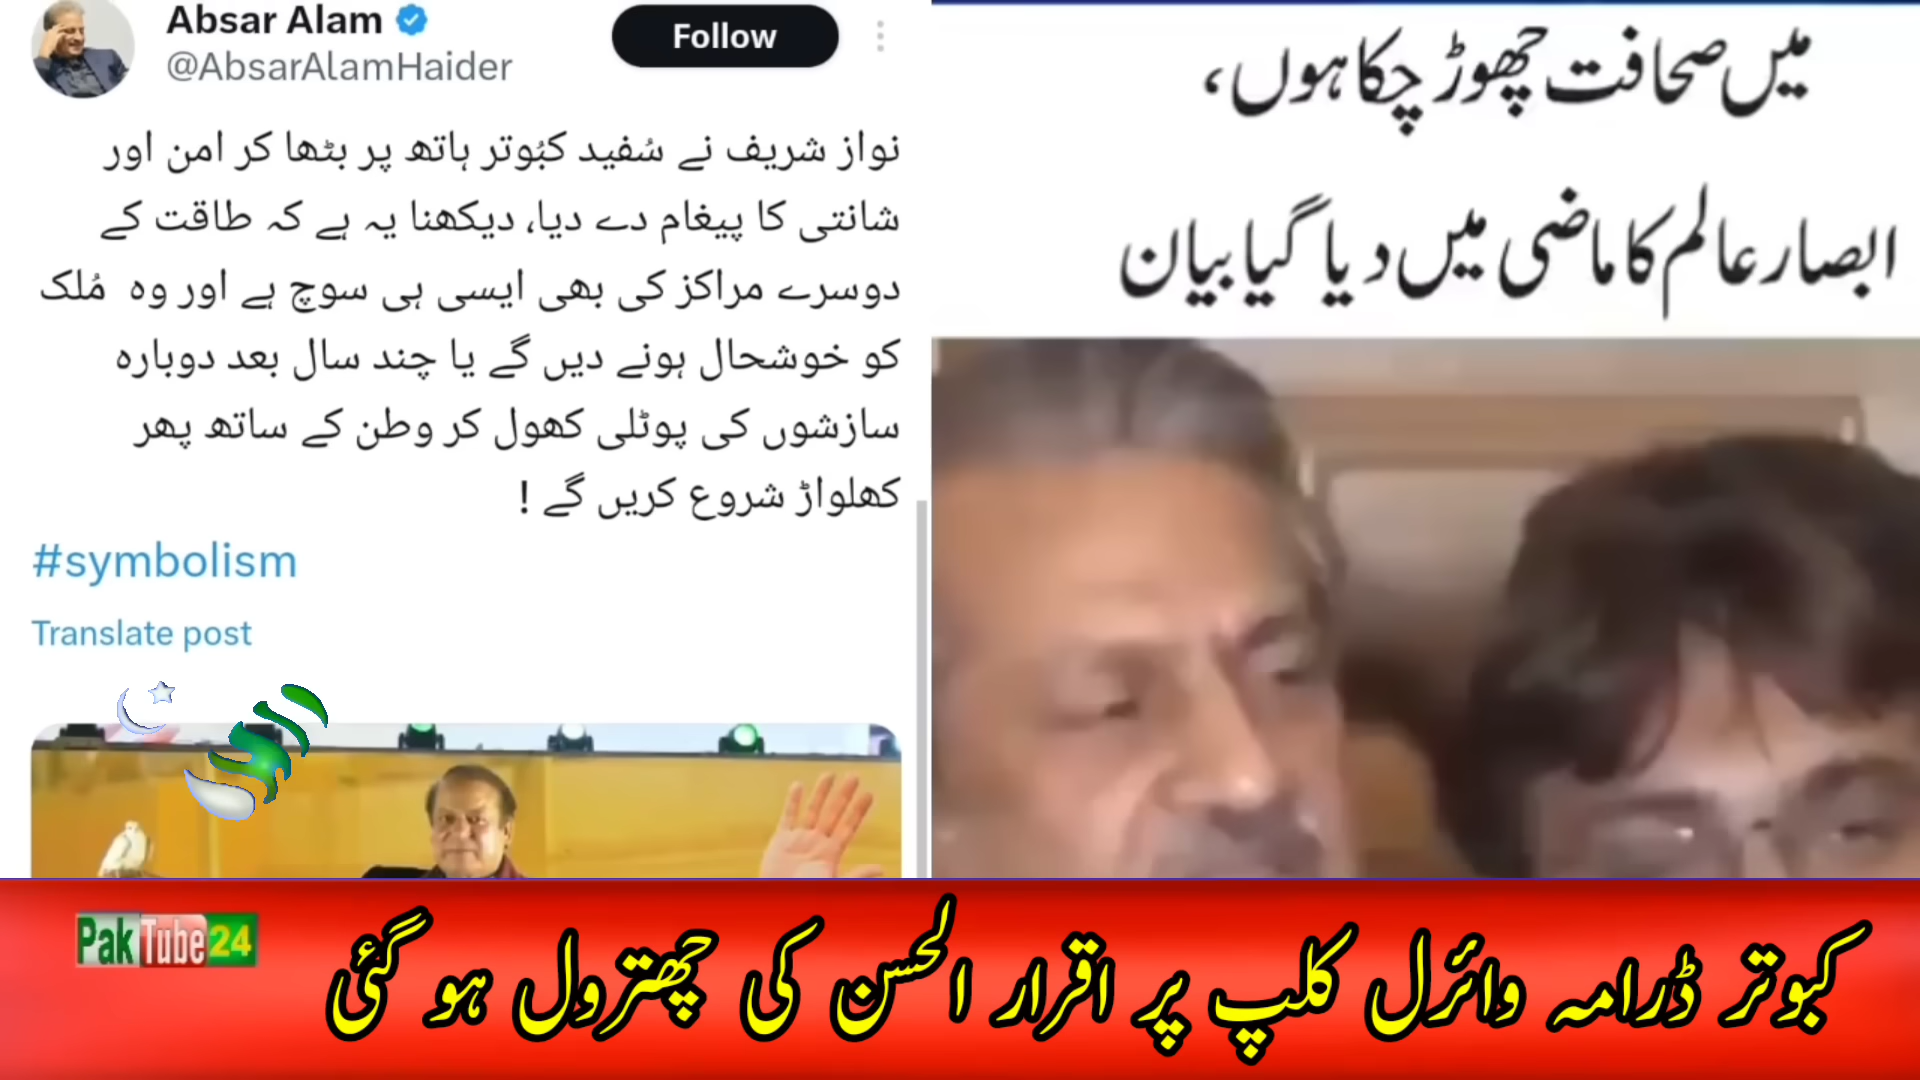 Absar Alam
@AbsarAlamHaider
Follow
نواز شریف نے سُفید کبُوتر ہاتھ پر بٹھا کر امن اور
شانتی کا پیغام دے دیا، دیکھنا یہ ہے کہ طاقت کے
دوسرے مراکز کی بھی ایسی ہی سوچ ہے اور وہ مُلک
کو خوشحال ہونے دیں گے یا چند سال بعد دوبارہ
سازشوں کی پوٹلی کھول کر وطن کے ساتھ پھر
کھلواڑ شروع کریں گے !
#symbolism
Translate post
میں صحافت چھوڑ چکا ہوں،
ابصار عالم کا ماضی میں دیا گیا بیان
PakTube24
کبوتر ڈرامہ وائرل کلپ پر اقرار الحسن کی چھترول ہو گئی